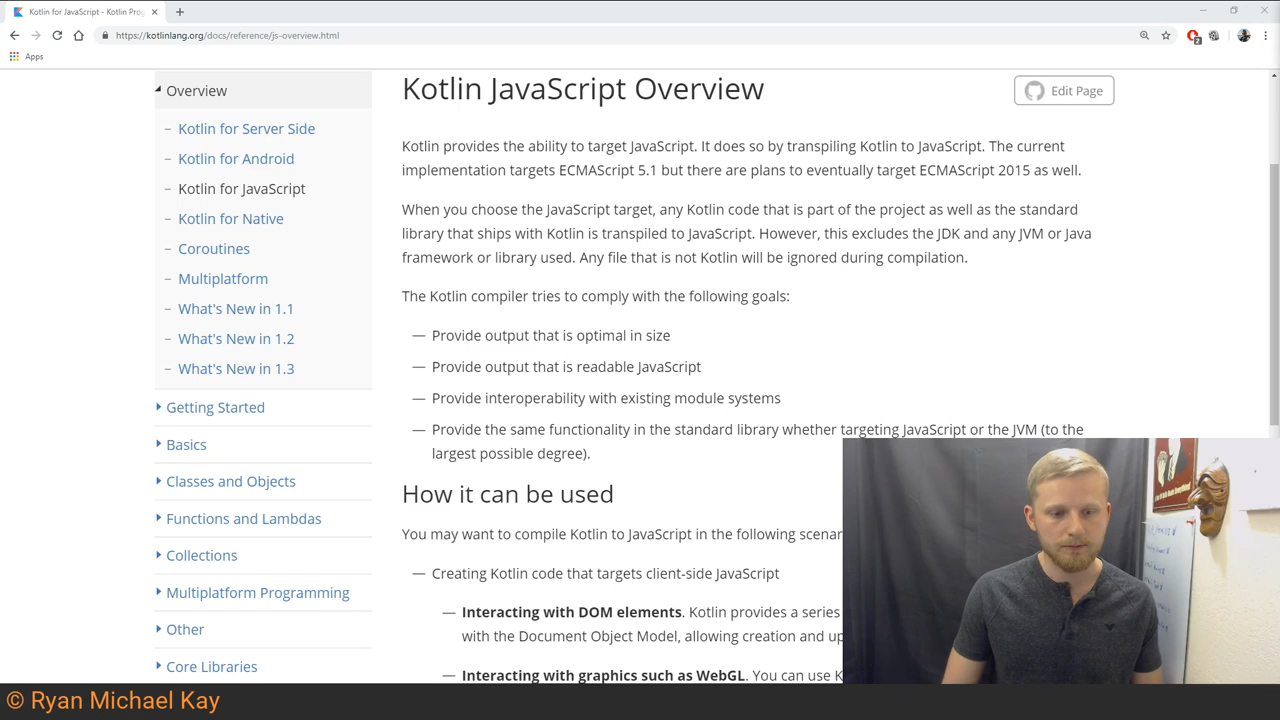 Kotlin for JavaScript - Kotlin Prog
https://kotlinlang.org/docs/reference/js-overview.html
2
Apps
Overview
Kotlin for Server Side
Kotlin for Android
Kotlin for JavaScript
Kotlin for Native
Coroutines
Multiplatform
What's New in 1.1
What's New in 1.2
What's New in 1.3
Getting Started
Basics
Classes and Objects
Functions and Lambdas
Collections
Multiplatform Programming
Other
Core Libraries
Kotlin JavaScript Overview
Edit Page
Kotlin provides the ability to target JavaScript. It does so by transpiling Kotlin to JavaScript. The current
implementation targets ECMAScript 5.1 but there are plans to eventually target ECMAScript 2015 as well.
When you choose the JavaScript target, any Kotlin code that is part of the project as well as the standard
library that ships with Kotlin is transpiled to JavaScript. However, this excludes the JDK and any JVM or Java
framework or library used. Any file that is not Kotlin will be ignored during compilation.
The Kotlin compiler tries to comply with the following goals:
— Provide output that is optimal in size
— Provide output that is readable JavaScript
— Provide interoperability with existing module systems
— Provide the same functionality in the standard library whether targeting JavaScript or the JVM (to the
largest possible degree).
How it can be used
You may want to compile Kotlin to JavaScript in the following scenar
— Creating Kotlin code that targets client-side JavaScript
— Interacting with DOM elements. Kotlin provides a series
with the Document Object Model, allowing creation and up
— Interacting with graphics such as WebGL. You can use K
© Ryan Michael Kay